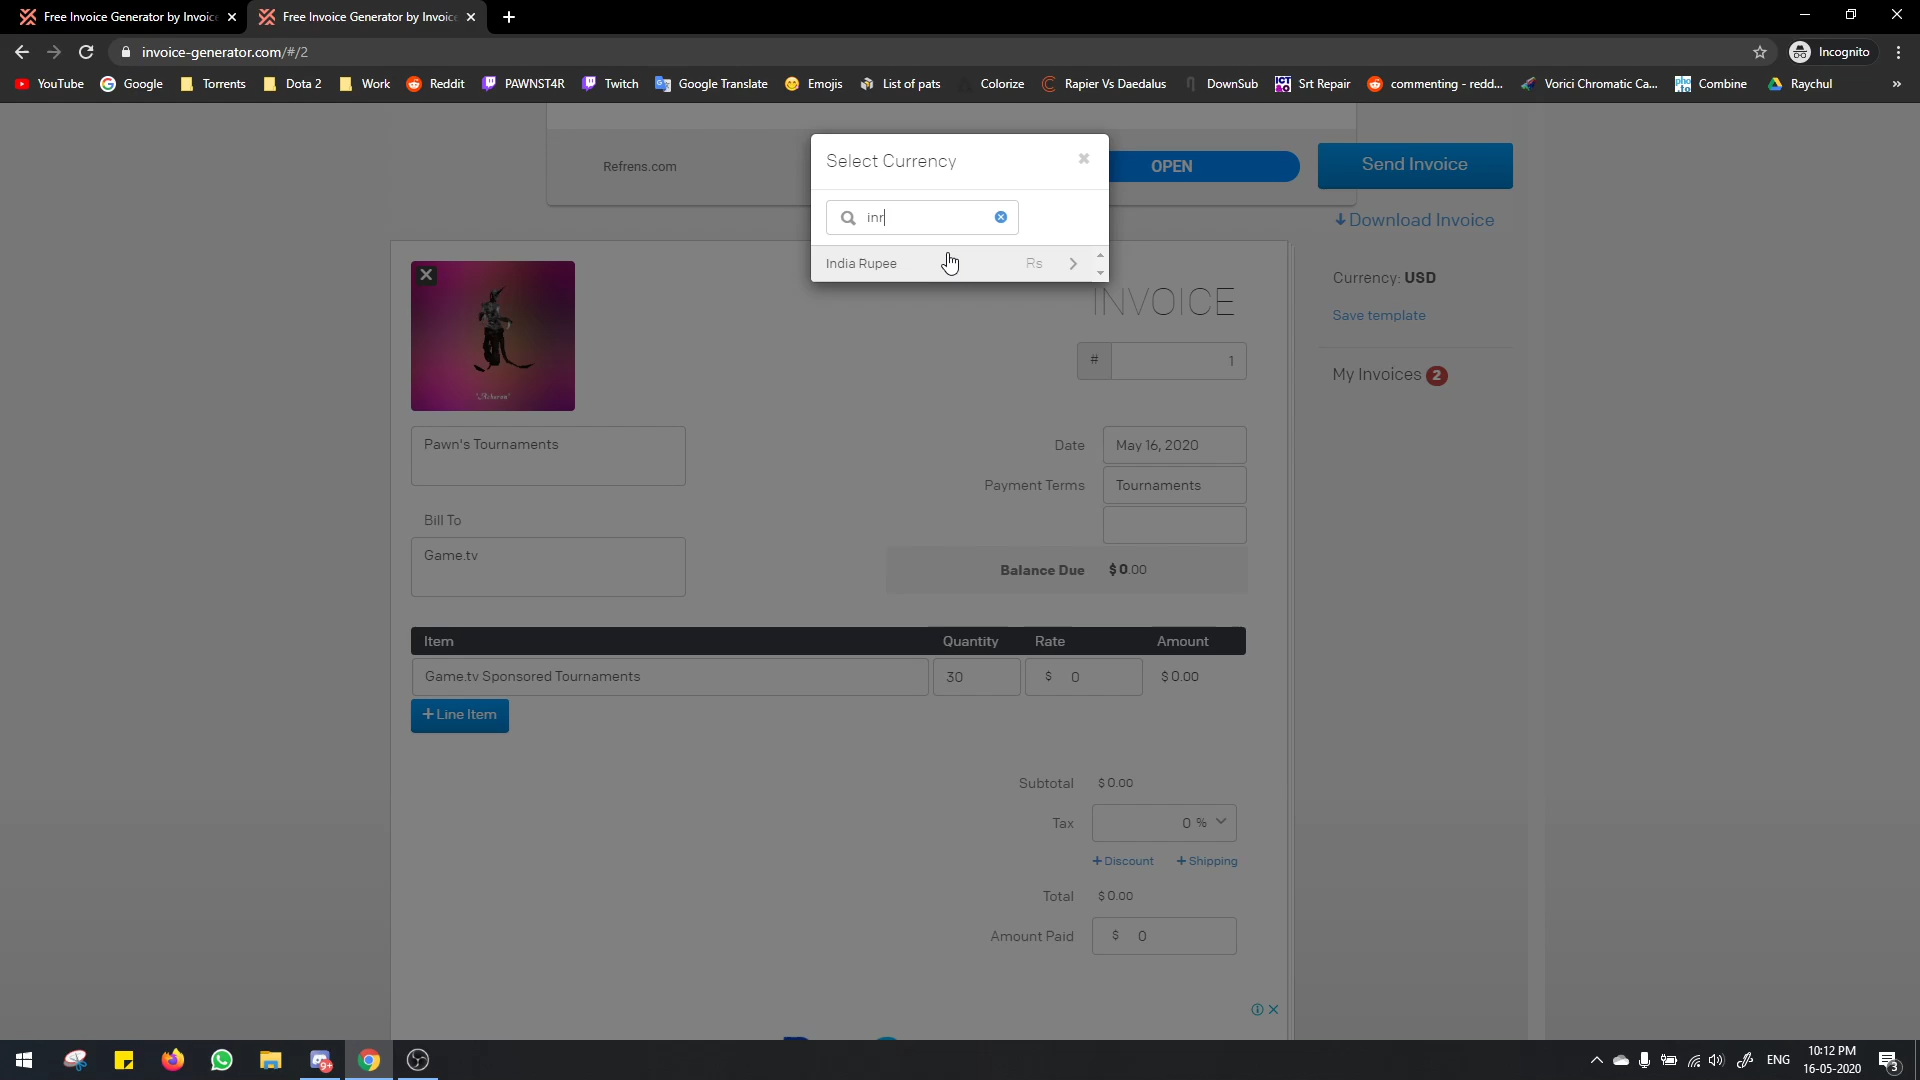 Free Invoice Generator by Invoic
Free Invoice Generator by Invoic
invoice-generator.com/#/2
Incognito
YouTube
Google
Torrents
Dota 2
Work
Reddit
PAWNST4R
Twitch
Google Translate
Emojis
List of pats
Colorize
Rapier Vs Daedalus
DownSub
Srt Repair
commenting - redd...
Vorici Chromatic Ca...
Combine
Raychul
»
Refrens.com
Select Currency
OPEN
Send Invoice
inr
Download Invoice
India Rupee Rs
Currency: USD
INVOICE
Save template
# 1
My Invoices 2
"Acheron"
Pawn's Tournaments
Date May 16, 2020
Payment Terms Tournaments
Bill To
Game.tv
Balance Due $0.00
Item Quantity Rate Amount
Game.tv Sponsored Tournaments 30 $ 0 $0.00
+ Line Item
Subtotal $0.00
Tax 0 %
+ Discount + Shipping
Total $0.00
Amount Paid $ 0
9+
ENG
10:12 PM
16-05-2020
3